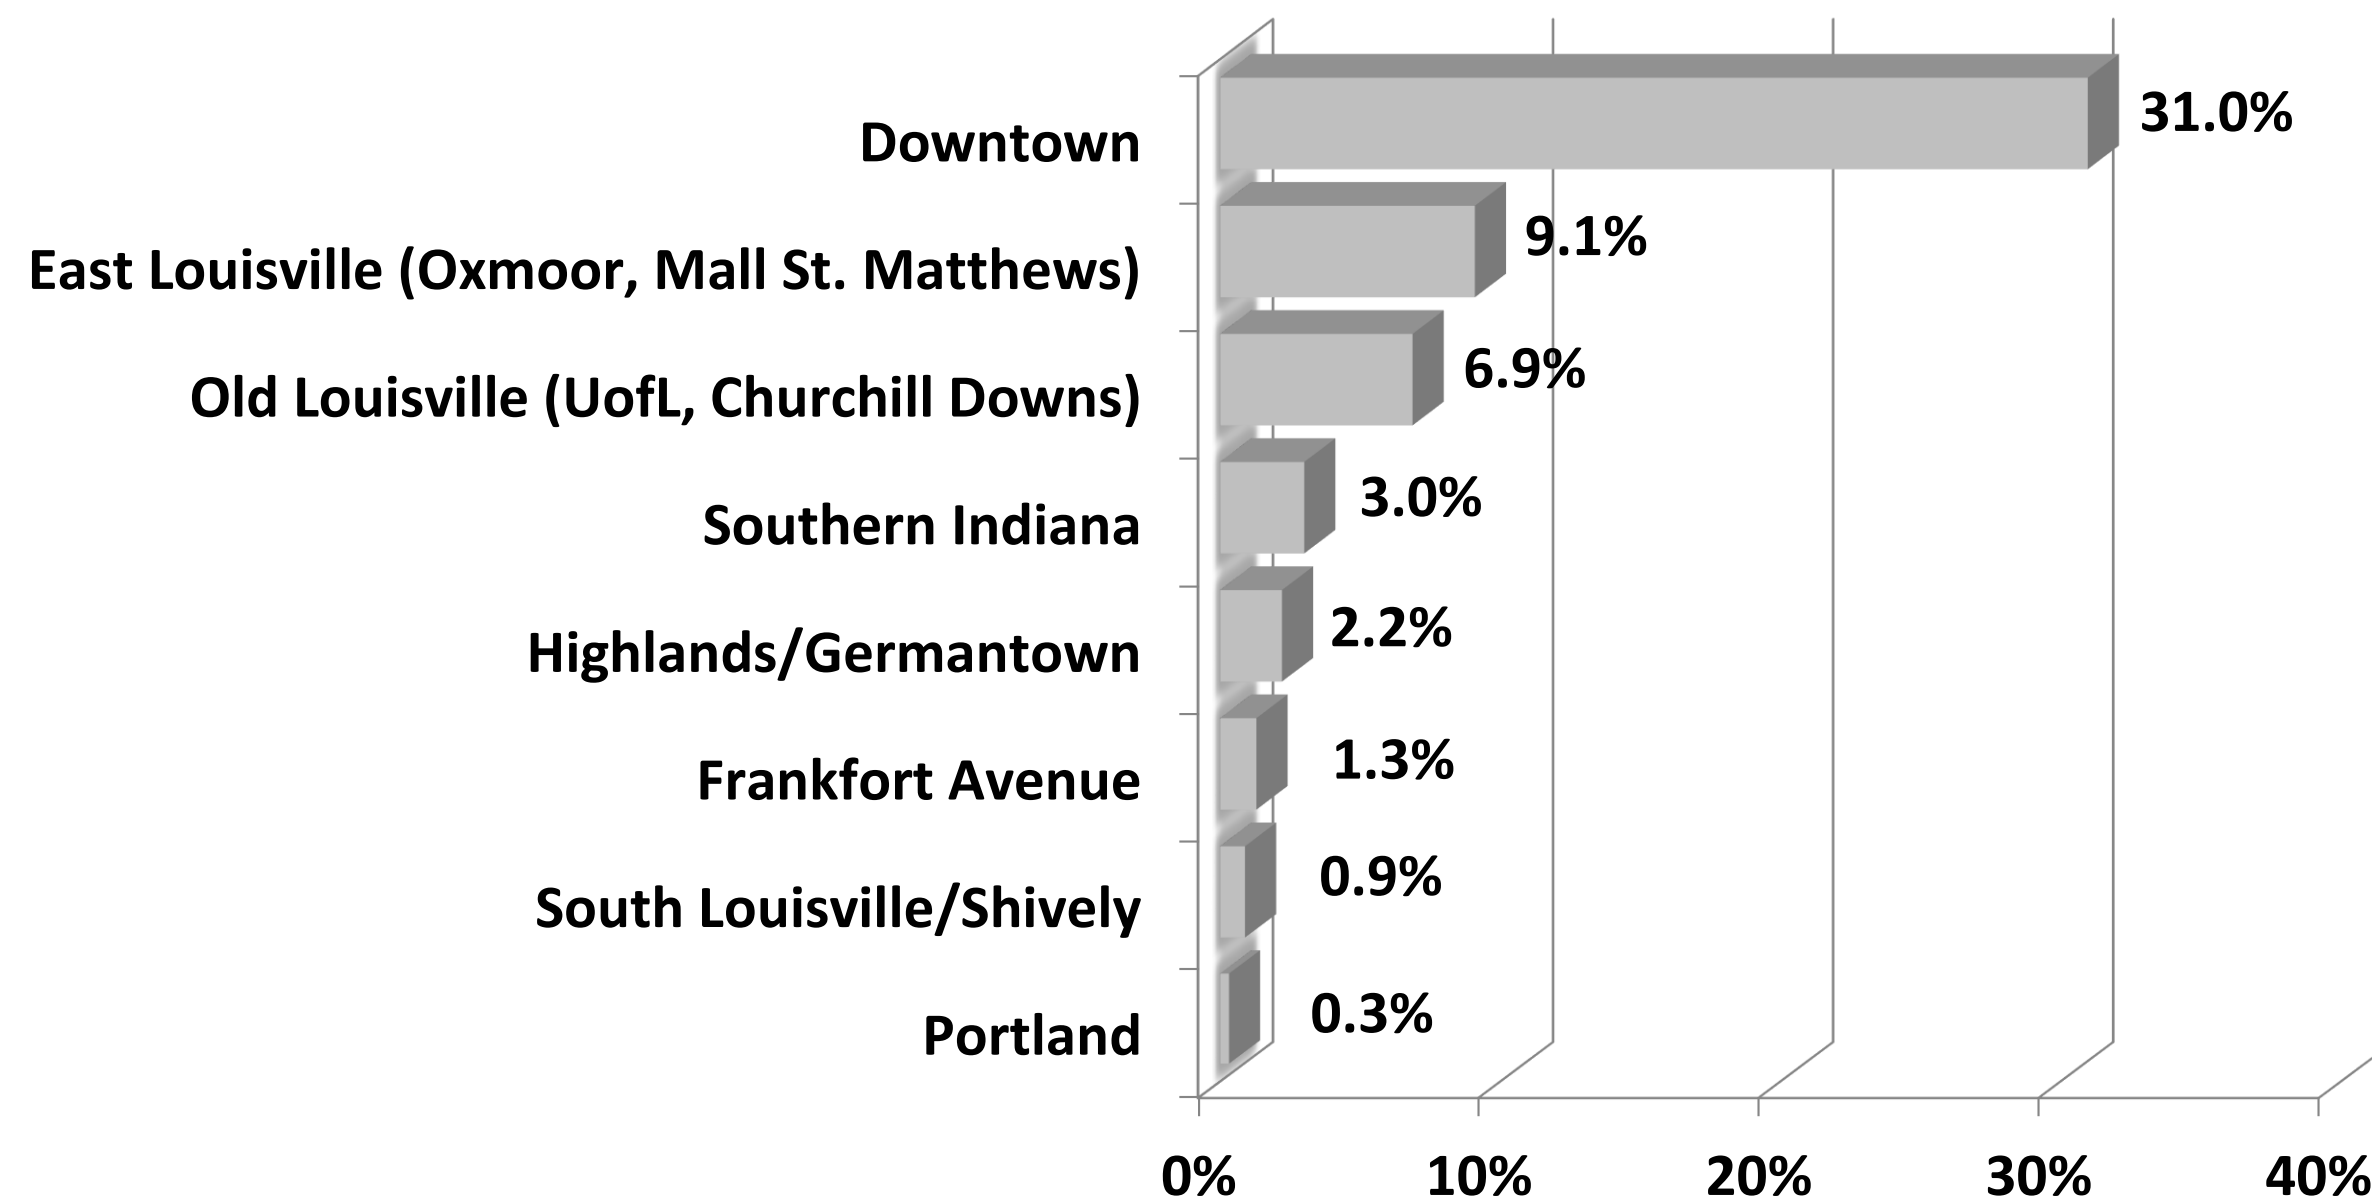 Downtown 31.0%
East Louisville (Oxmoor, Mall St. Matthews) 9.1%
Old Louisville (UofL, Churchill Downs) 6.9%
Southern Indiana 3.0%
Highlands/Germantown 2.2%
Frankfort Avenue 1.3%
South Louisville/Shively 0.9%
Portland 0.3%
0% 10% 20% 30% 40%